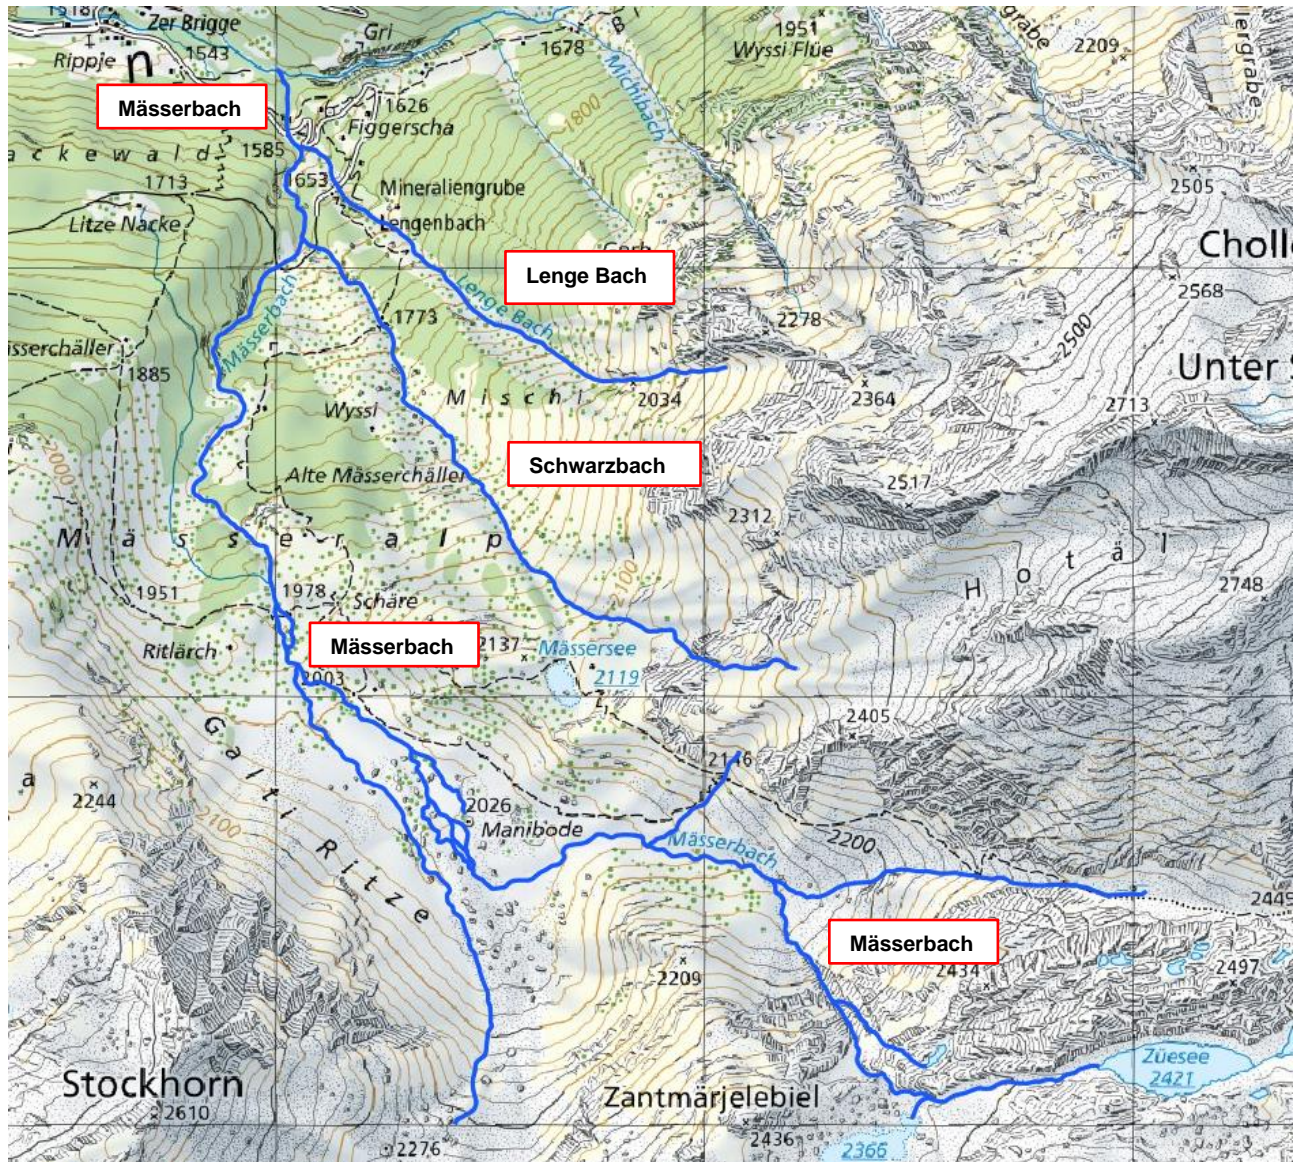 1518
Zer Brigge
Gri
1951
2209
Rippje
1543
1678
Wyssi Flüe
n
Mässerbach
1626
Figgerscha
1800
Michibach
ackewald
1585
1713
1653
Mineraliengrube
2505
Litze Nacke
Lengenbach
Cholle
Lenge Bach
2568
Mässerbach
Lenge Bach
1773
2278
2500
sserchäller
Unter S
1885
Wyssi
Mischi
2034
2364
2713
2000
Schwarzbach
Alte Mässerchäller
2517
2312
Mässeralp
Hotäl
2100
2748
1951
1978
Schäre
Mässerbach
2137
Mässersee
2119
Ritlärch
2003
2405
a
2244
2100
Galti Ritze
2146
2026
Manibode
Mässerbach
2200
2449
Mässerbach
2209
2434
2497
Stockhorn
2610
Zantmärjelebiel
Züesee
2421
2276
2436
2366